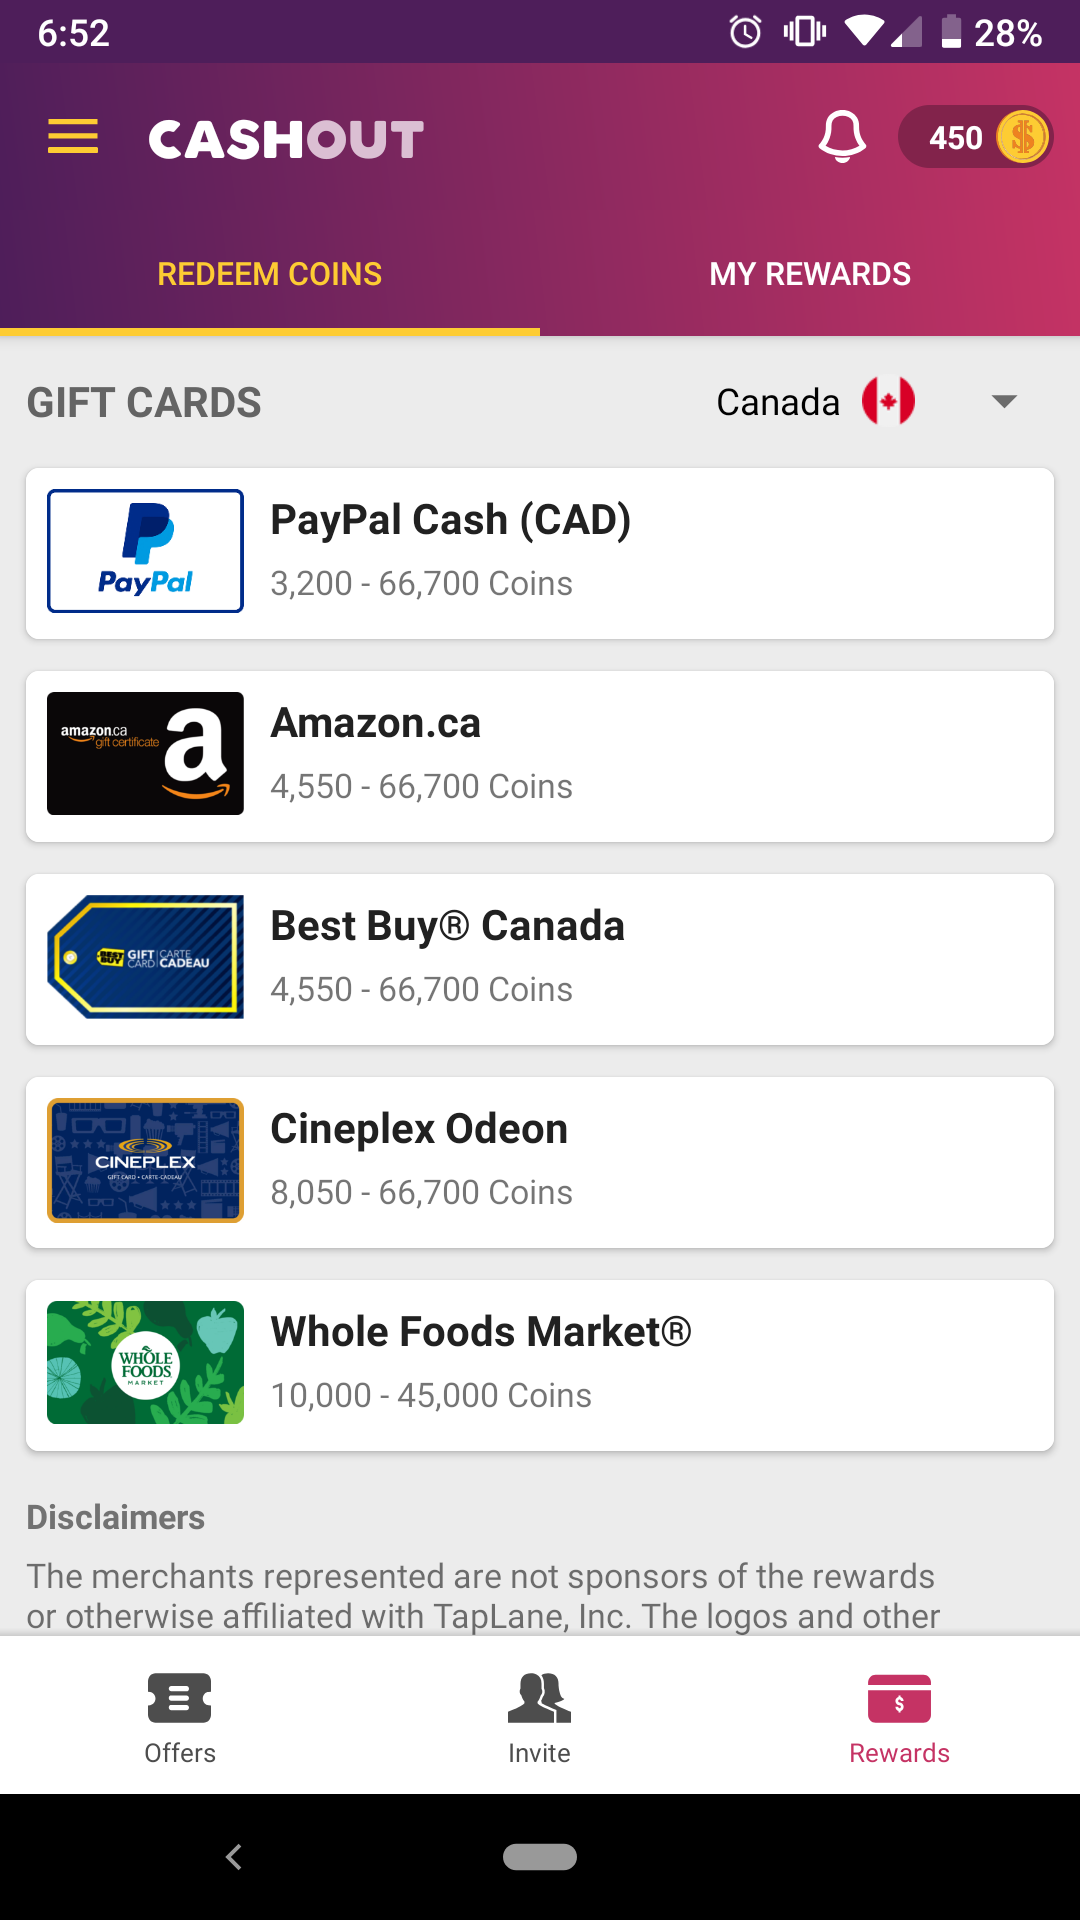 6:52
28%
CASHOUT
450
REDEEM COINS
MY REWARDS
GIFT CARDS
Canada
PayPal
PayPal Cash (CAD)
3,200 - 66,700 Coins
amazon.ca
gift certificate
a
Amazon.ca
4,550 - 66,700 Coins
BEST BUY
GIFT CARD
CARTE CADEAU
Best Buy® Canada
4,550 - 66,700 Coins
CINEPLEX
GIFT CARD • CARTE-CADEAU
Cineplex Odeon
8,050 - 66,700 Coins
WHOLE
FOODS
MARKET
Whole Foods Market®
10,000 - 45,000 Coins
Disclaimers
The merchants represented are not sponsors of the rewards
or otherwise affiliated with TapLane, Inc. The logos and other
$
Offers
Invite
Rewards